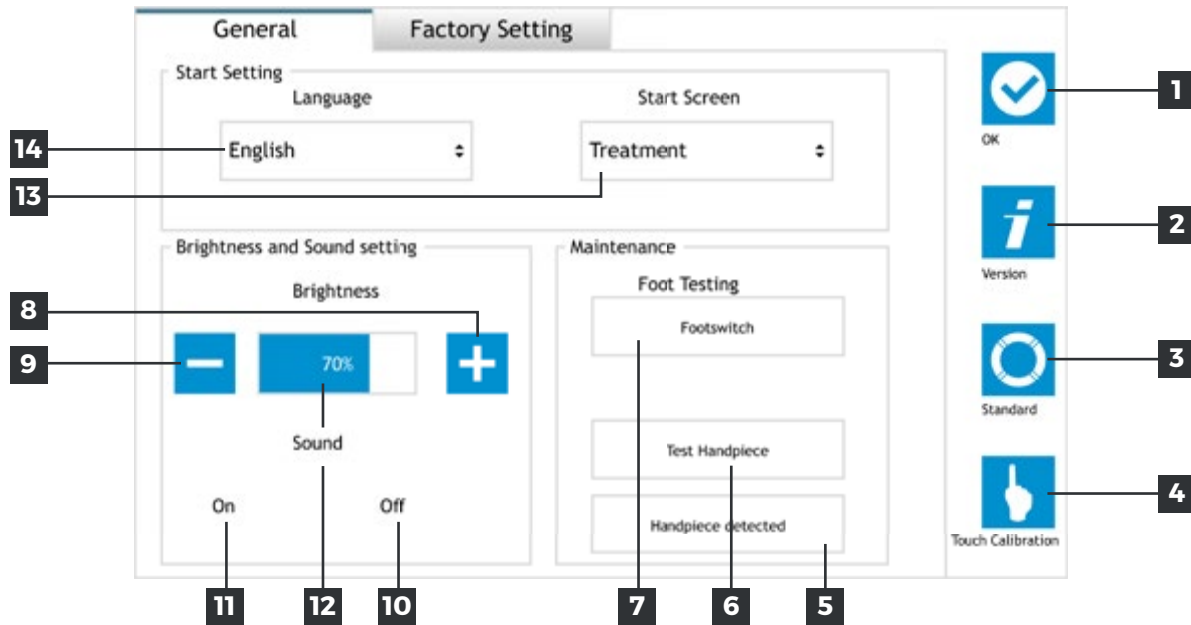 General Factory Setting
Start Setting
Language Start Screen
1
OK
14 English Treatment
13
2
Version
Brightness and Sound setting Maintenance
Brightness Foot Testing
8
Footswitch
9 70%
3
Standard
Sound
Test Handpiece
4
On Off
Handpiece detected
Touch Calibration
11 12 10 7 6 5